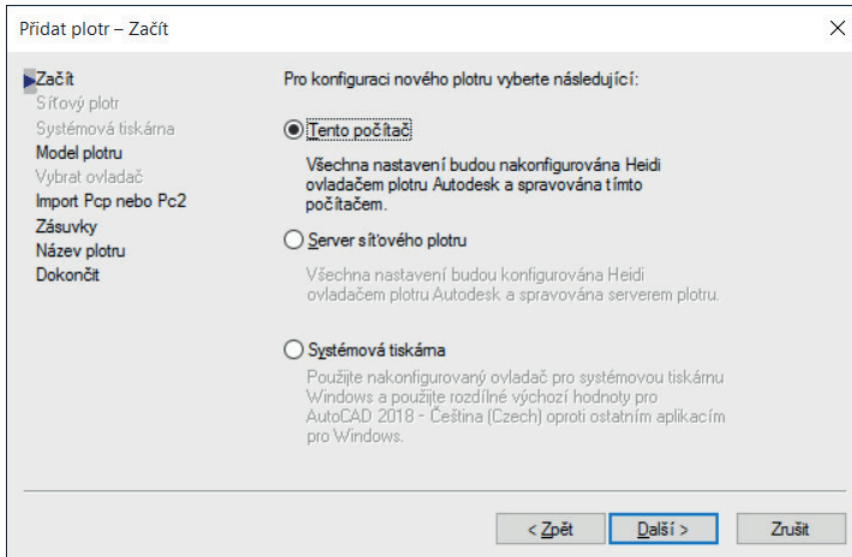 Přidat plotr – Začít
Začít
Síťový plotr
Systémová tiskárna
Model plotru
Vybrat ovladač
Import Pcp nebo Pc2
Zásuvky
Název plotru
Dokončit
Pro konfiguraci nového plotru vyberte následující:
Tento počítač
Všechna nastavení budou nakonfigurována Heidi
ovladačem plotru Autodesk a spravována tímto
počítačem.
Server síťového plotru
Všechna nastavení budou konfigurována Heidi
ovladačem plotru Autodesk a spravována serverem plotru.
Systémová tiskárna
Použijte nakonfigurovaný ovladač pro systémovou tiskárnu
Windows a použijte rozdílné výchozí hodnoty pro
AutoCAD 2018 - Čeština (Czech) oproti ostatním aplikacím
pro Windows.
< Zpět
Další >
Zrušit